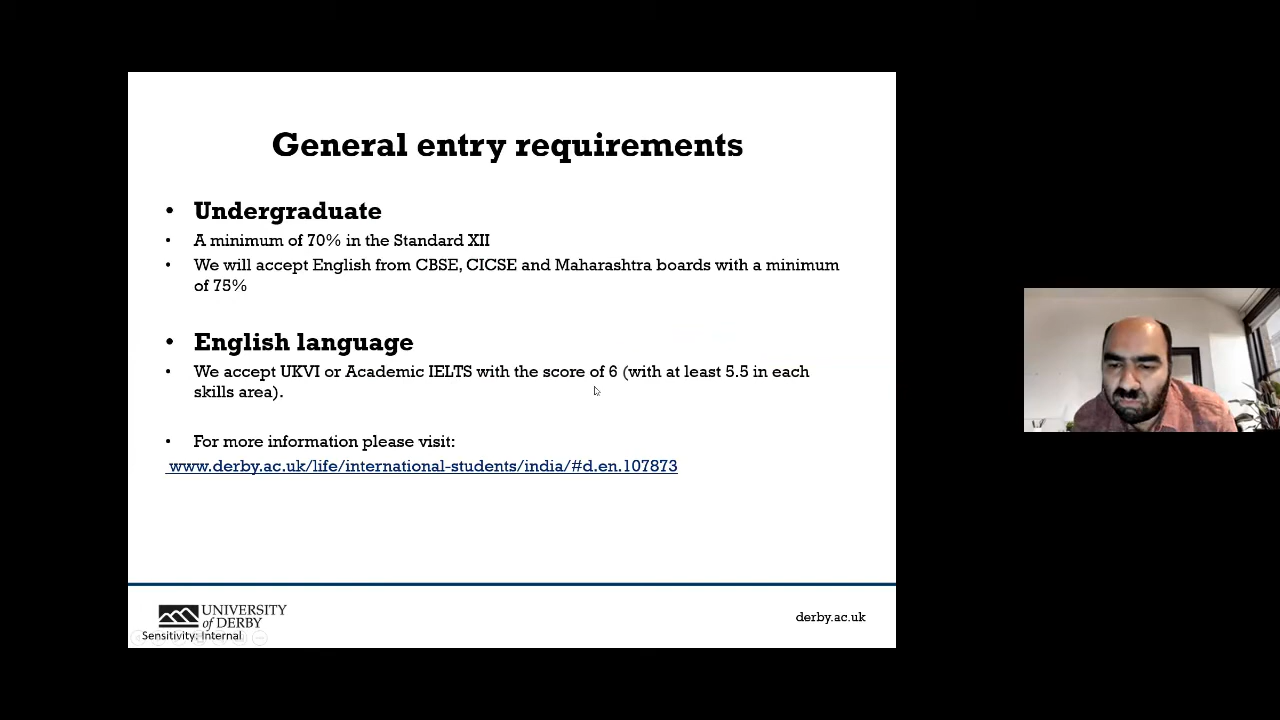 General entry requirements
• Undergraduate
• A minimum of 70% in the Standard XII
• We will accept English from CBSE, CICSE and Maharashtra boards with a minimum
of 75%
• English language
• We accept UKVI or Academic IELTS with the score of 6 (with at least 5.5 in each
skills area).
• For more information please visit:
www.derby.ac.uk/life/international-students/india/#d.en.107873
UNIVERSITY
of DERBY
Sensitivity: Internal
derby.ac.uk